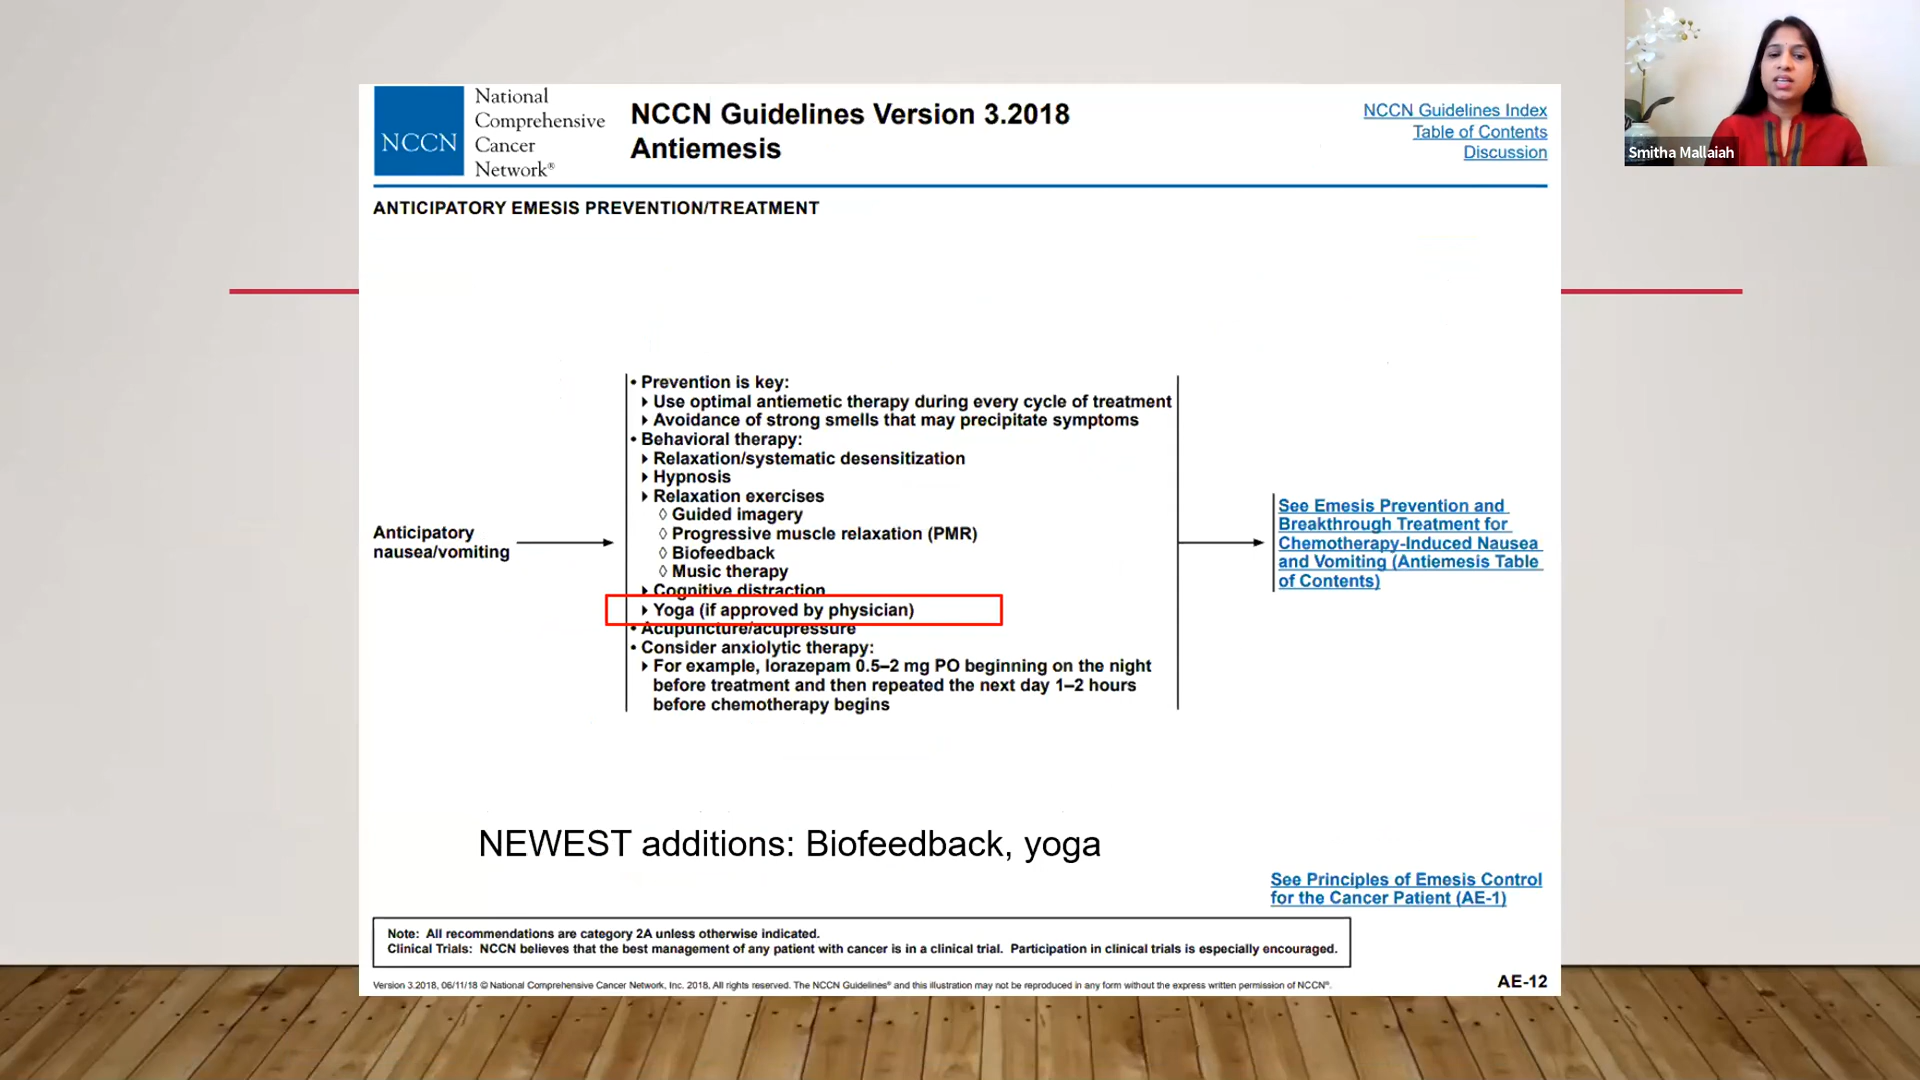 NCCN
National
Comprehensive
Cancer
Network®
NCCN Guidelines Version 3.2018
Antiemesis
NCCN Guidelines Index
Table of Contents
Discussion
Smitha Mallaiah
ANTICIPATORY EMESIS PREVENTION/TREATMENT
Anticipatory
nausea/vomiting
• Prevention is key:
Use optimal antiemetic therapy during every cycle of treatment
Avoidance of strong smells that may precipitate symptoms
• Behavioral therapy:
Relaxation/systematic desensitization
Hypnosis
Relaxation exercises
◊ Guided imagery
◊ Progressive muscle relaxation (PMR)
◊ Biofeedback
◊ Music therapy
Cognitive distraction
Yoga (if approved by physician)
• Acupuncture/acupressure
• Consider anxiolytic therapy:
For example, lorazepam 0.5–2 mg PO beginning on the night
before treatment and then repeated the next day 1–2 hours
before chemotherapy begins
See Emesis Prevention and
Breakthrough Treatment for
Chemotherapy-Induced Nausea
and Vomiting (Antiemesis Table
of Contents)
NEWEST additions: Biofeedback, yoga
See Principles of Emesis Control
for the Cancer Patient (AE-1)
Note: All recommendations are category 2A unless otherwise indicated.
Clinical Trials: NCCN believes that the best management of any patient with cancer is in a clinical trial. Participation in clinical trials is especially encouraged.
Version 3.2018, 06/11/18 © National Comprehensive Cancer Network, Inc. 2018, All rights reserved. The NCCN Guidelines® and this illustration may not be reproduced in any form without the express written permission of NCCN®.
AE-12